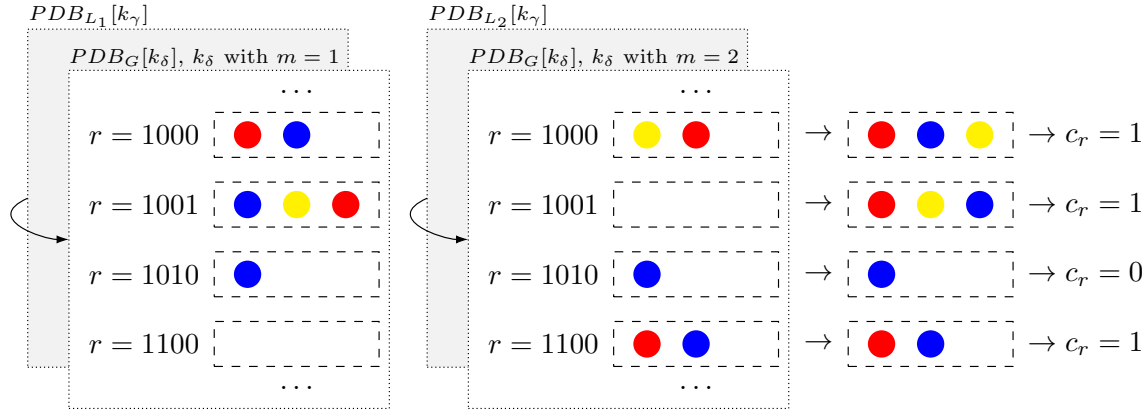 PDB_{L_1}[k_γ]
PDB_{L_2}[k_γ]
PDB_G[k_δ], k_δ with m = 1
PDB_G[k_δ], k_δ with m = 2
...
...
r = 1000
r = 1000
→
→ c_r = 1
r = 1001
r = 1001
→
→ c_r = 1
r = 1010
r = 1010
→
→ c_r = 0
r = 1100
r = 1100
→
→ c_r = 1
...
...